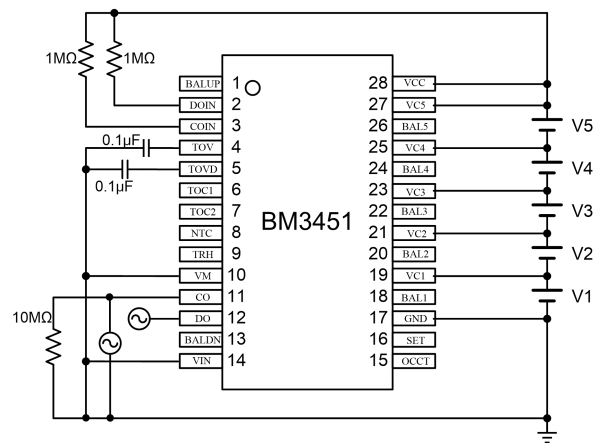 1MΩ 1MΩ
BALUP 1 28 VCC
DOIN 2 27 VC5
COIN 3 26 BAL5 V5
0.1μF TOV 4 25 VC4
0.1μF TOVD 5 24 BAL4 V4
TOC1 6 23 VC3
TOC2 7 BM3451 22 BAL3 V3
NTC 8 21 VC2
TRH 9 20 BAL2 V2
VM 10 19 VC1
CO 11 18 BAL1 V1
10MΩ DO 12 17 GND
BALDN 13 16 SET
VIN 14 15 OCCT